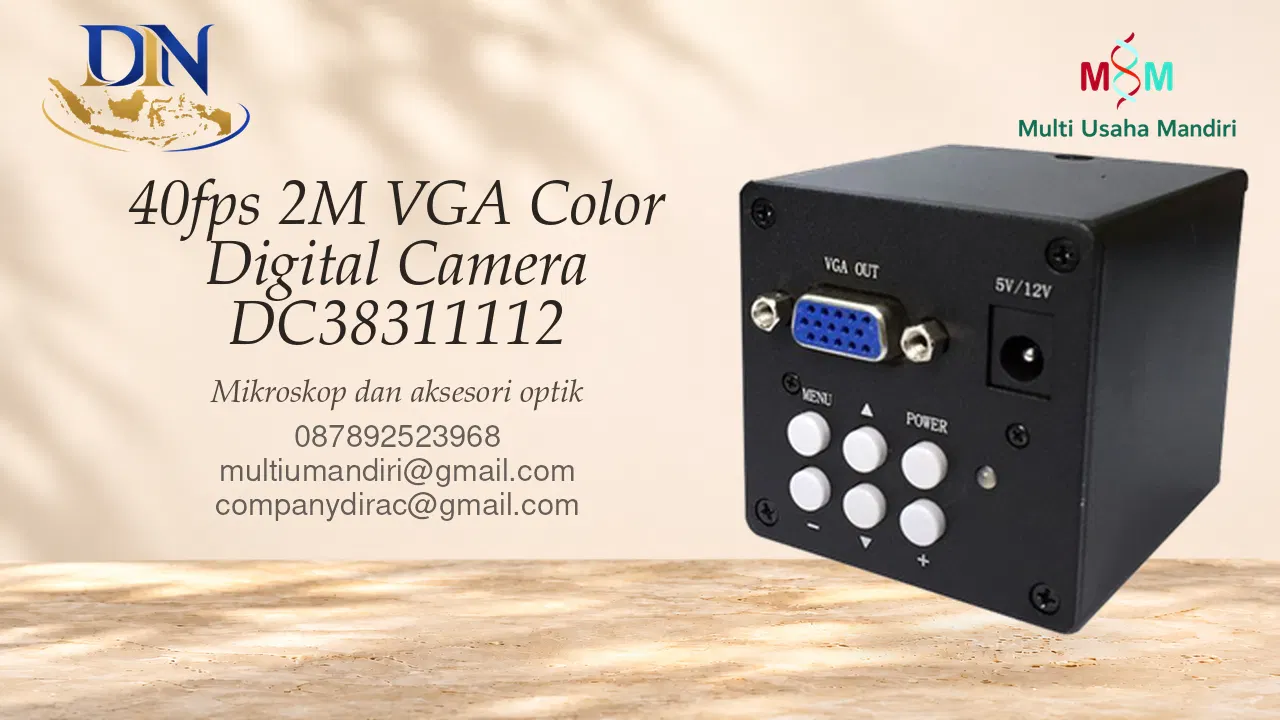 DN
MUM
Multi Usaha Mandiri
40fps 2M VGA Color
Digital Camera
DC38311112
Mikroskop dan aksesori optik
087892523968
multiumandiri@gmail.com
companydirac@gmail.com
VGA OUT
5V/12V
MENU
▲
POWER
−
▼
+